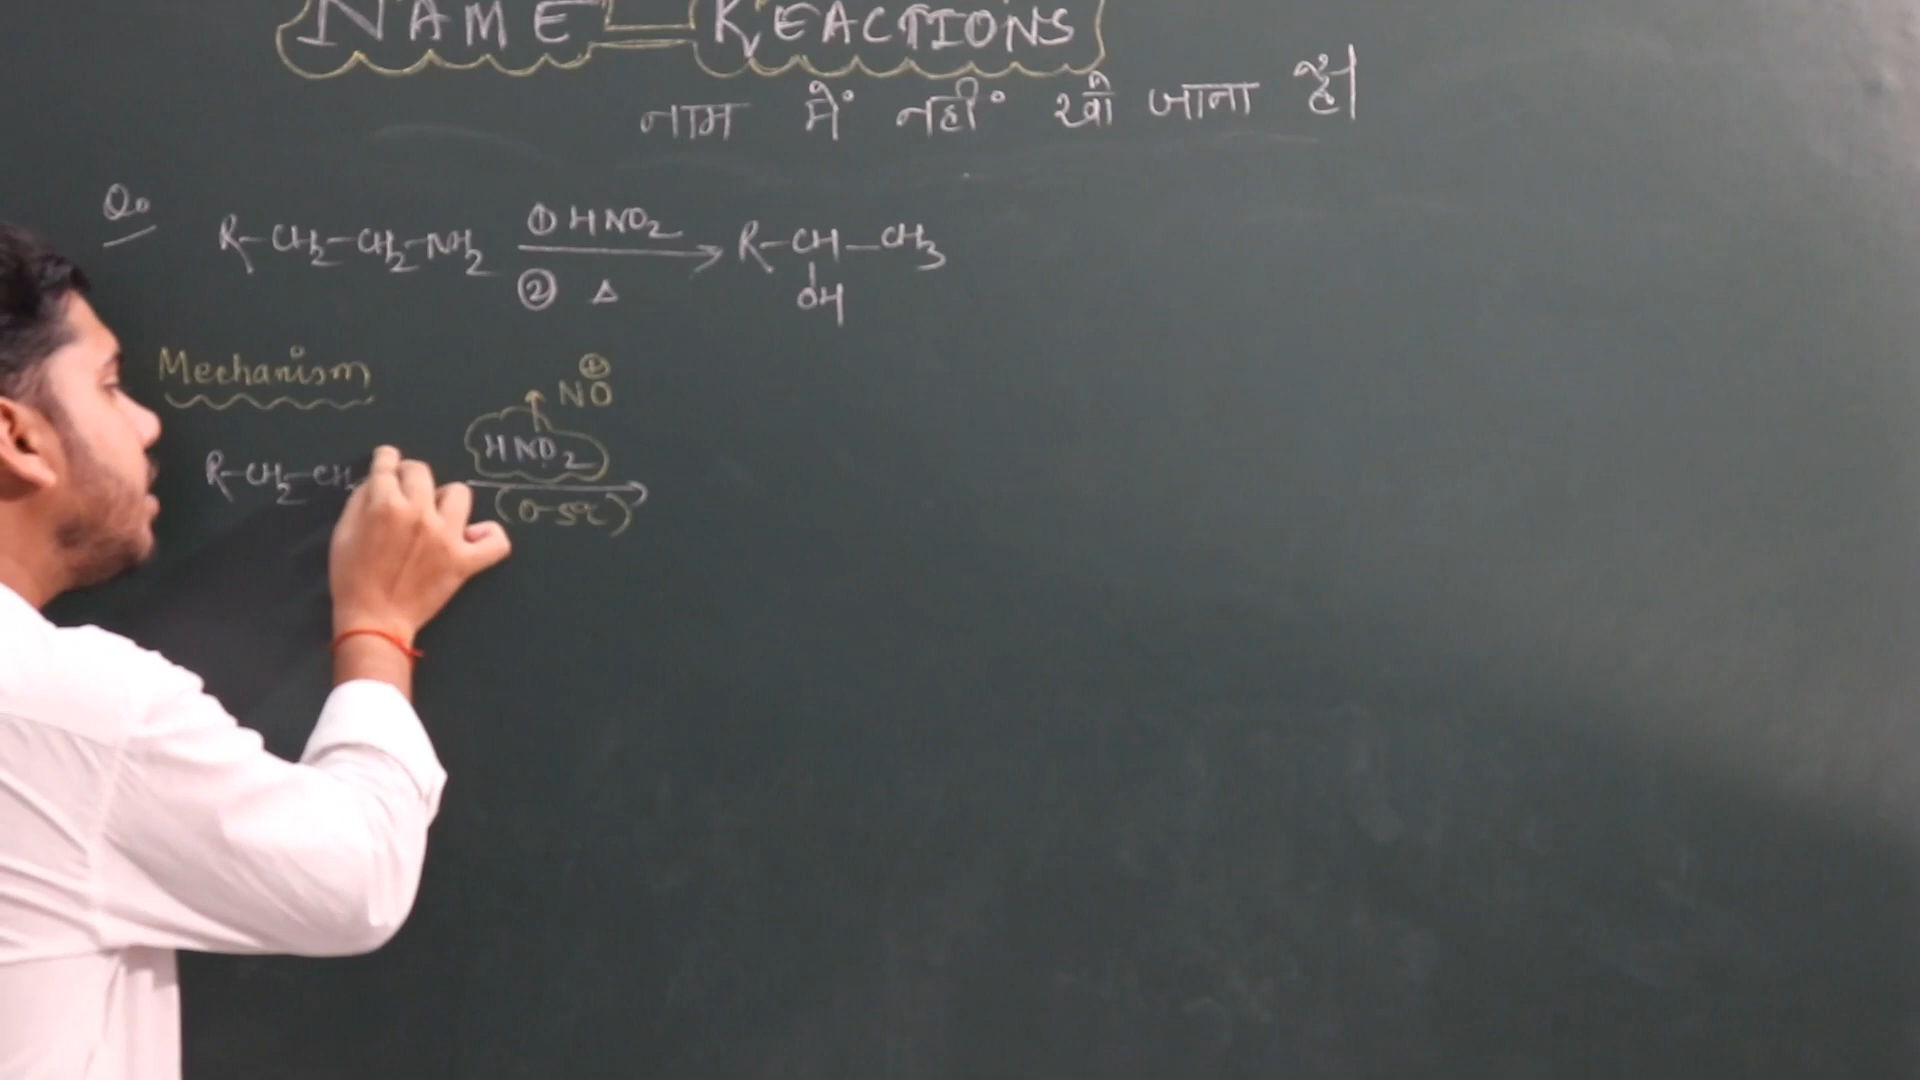 NAME = REACTIONS
नाम में नहीं खो जाना है।
Q. R-CH2-CH2-NH2 ① HNO2 → R-CH-CH3
② Δ OH
Mechanism
⊕
NO
HNO2
R-CH2-CH →
(0-5℃)